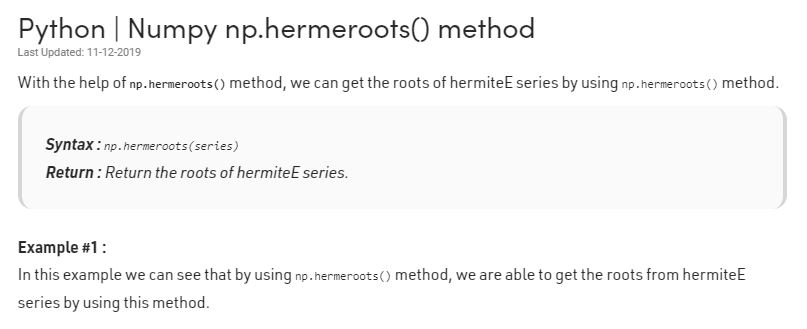 Python | Numpy np.hermeroots() method
Last Updated: 11-12-2019
With the help of np.hermeroots() method, we can get the roots of hermiteE series by using np.hermeroots() method.
Syntax : np.hermeroots(series)
Return : Return the roots of hermiteE series.
Example #1 :
In this example we can see that by using np.hermeroots() method, we are able to get the roots from hermiteE
series by using this method.